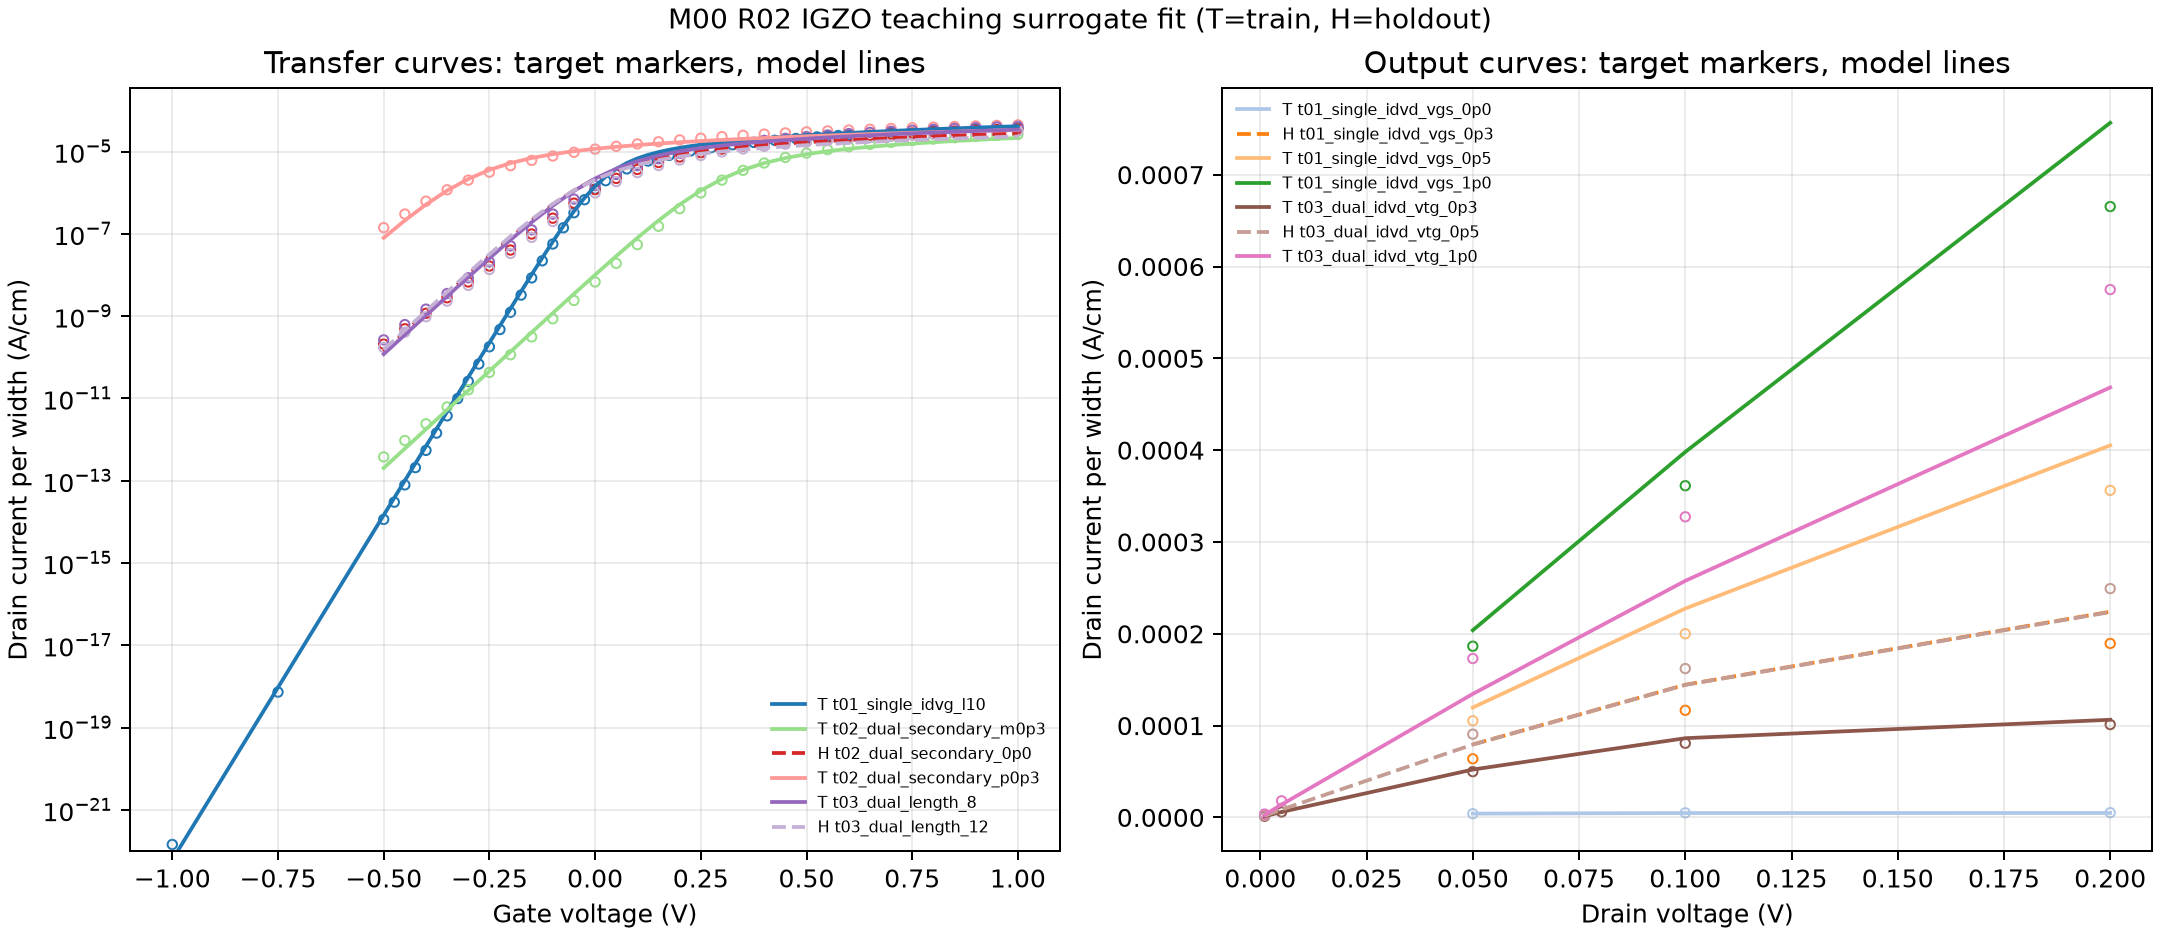 M00 R02 IGZO teaching surrogate fit (T=train, H=holdout)
Transfer curves: target markers, model lines
Drain current per width (A/cm)
10⁻⁵
10⁻⁷
10⁻⁹
10⁻¹¹
10⁻¹³
10⁻¹⁵
10⁻¹⁷
10⁻¹⁹
10⁻²¹
T t01_single_idvg_l10
T t02_dual_secondary_m0p3
H t02_dual_secondary_0p0
T t02_dual_secondary_p0p3
T t03_dual_length_8
H t03_dual_length_12
−1.00 −0.75 −0.50 −0.25 0.00 0.25 0.50 0.75 1.00
Gate voltage (V)
Output curves: target markers, model lines
Drain current per width (A/cm)
T t01_single_idvd_vgs_0p0
H t01_single_idvd_vgs_0p3
T t01_single_idvd_vgs_0p5
T t01_single_idvd_vgs_1p0
T t03_dual_idvd_vtg_0p3
H t03_dual_idvd_vtg_0p5
T t03_dual_idvd_vtg_1p0
0.0007
0.0006
0.0005
0.0004
0.0003
0.0002
0.0001
0.0000
0.000 0.025 0.050 0.075 0.100 0.125 0.150 0.175 0.200
Drain voltage (V)